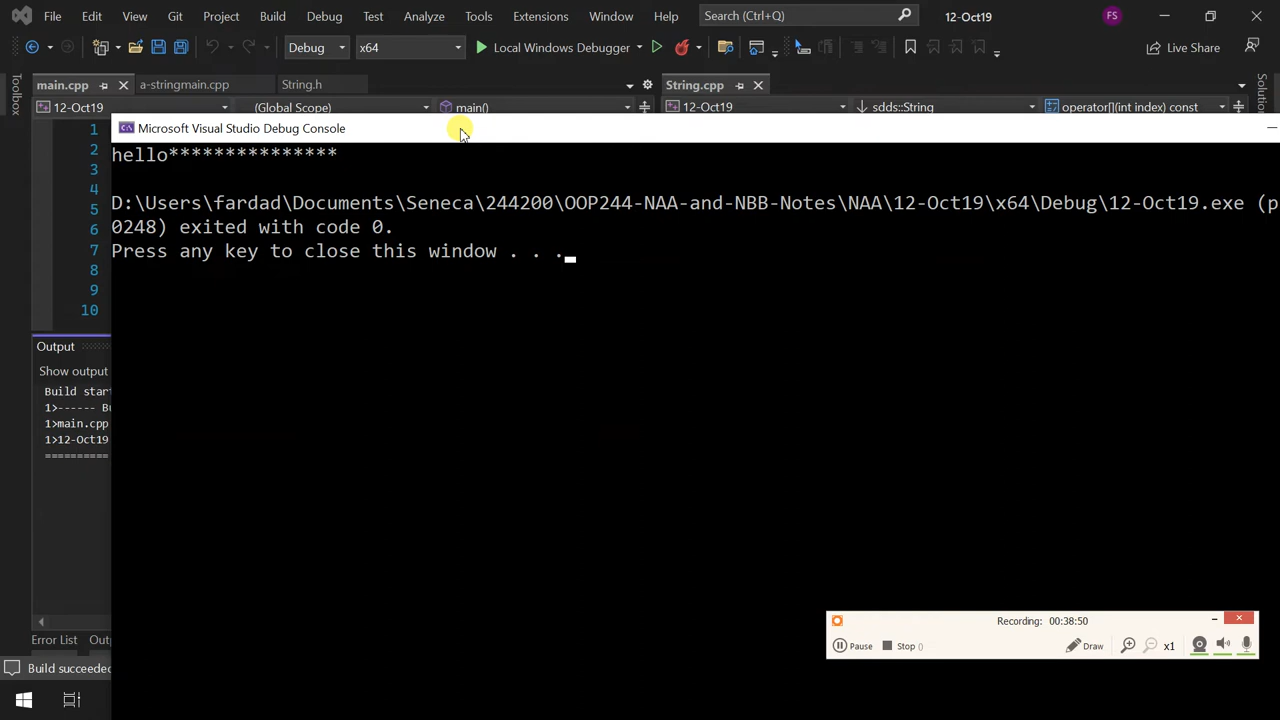 File Edit View Git Project Build Debug Test Analyze Tools Extensions Window Help Search (Ctrl+Q) 12-Oct19 FS
Debug x64 Local Windows Debugger Live Share
Toolbox
main.cpp a-stringmain.cpp String.h String.cpp
12-Oct19 (Global Scope) main() 12-Oct19 sdds::String operator[](int index) const
Microsoft Visual Studio Debug Console
1
2
3
4
5
6
7
8
9
10
hello***************
D:\Users\fardad\Documents\Seneca\244200\OOP244-NAA-and-NBB-Notes\NAA\12-Oct19\x64\Debug\12-Oct19.exe (p
0248) exited with code 0.
Press any key to close this window . . .
Output
Show output
Build star
1>------ Bu
1>main.cpp
1>12-Oct19
==========
Error List Outp
Build succeeded
Recording: 00:38:50
Pause Stop () Draw x1